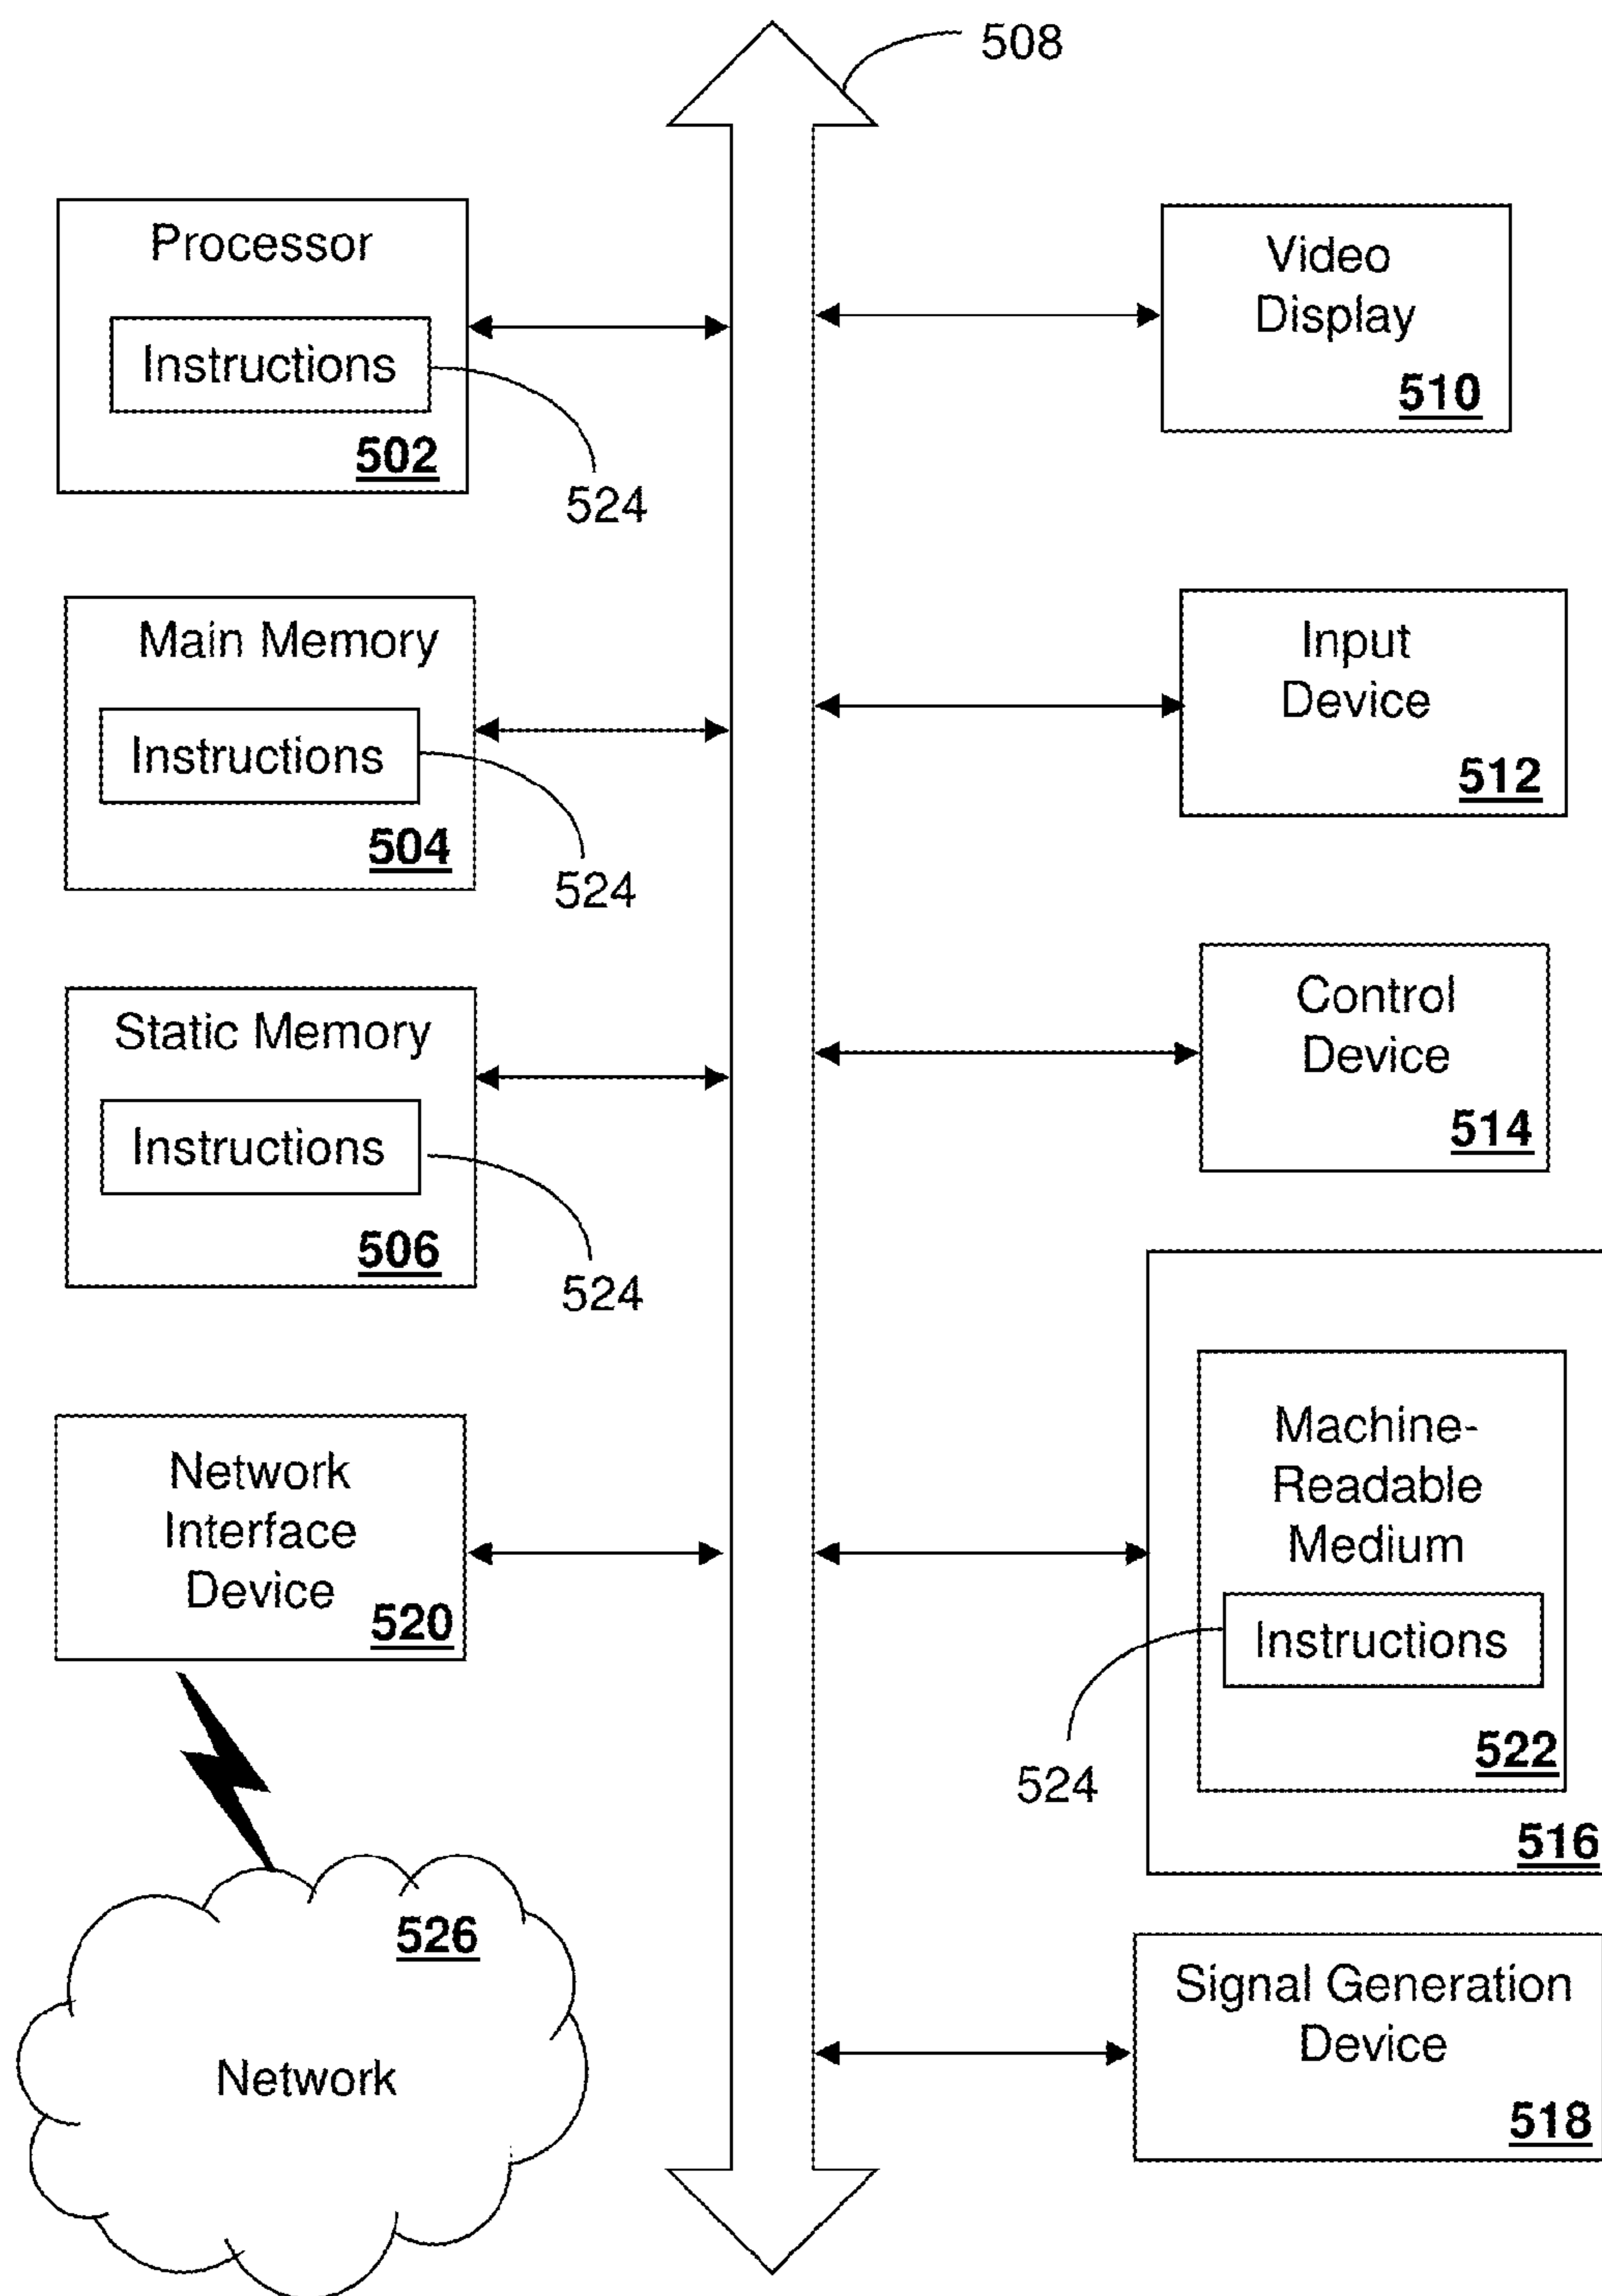 508
Processor
Instructions
502
524
Main Memory
Instructions
504
524
Static Memory
Instructions
506
524
Network
Interface
Device
520
526
Network
Video
Display
510
Input
Device
512
Control
Device
514
Machine-
Readable
Medium
Instructions
522
524
516
Signal Generation
Device
518